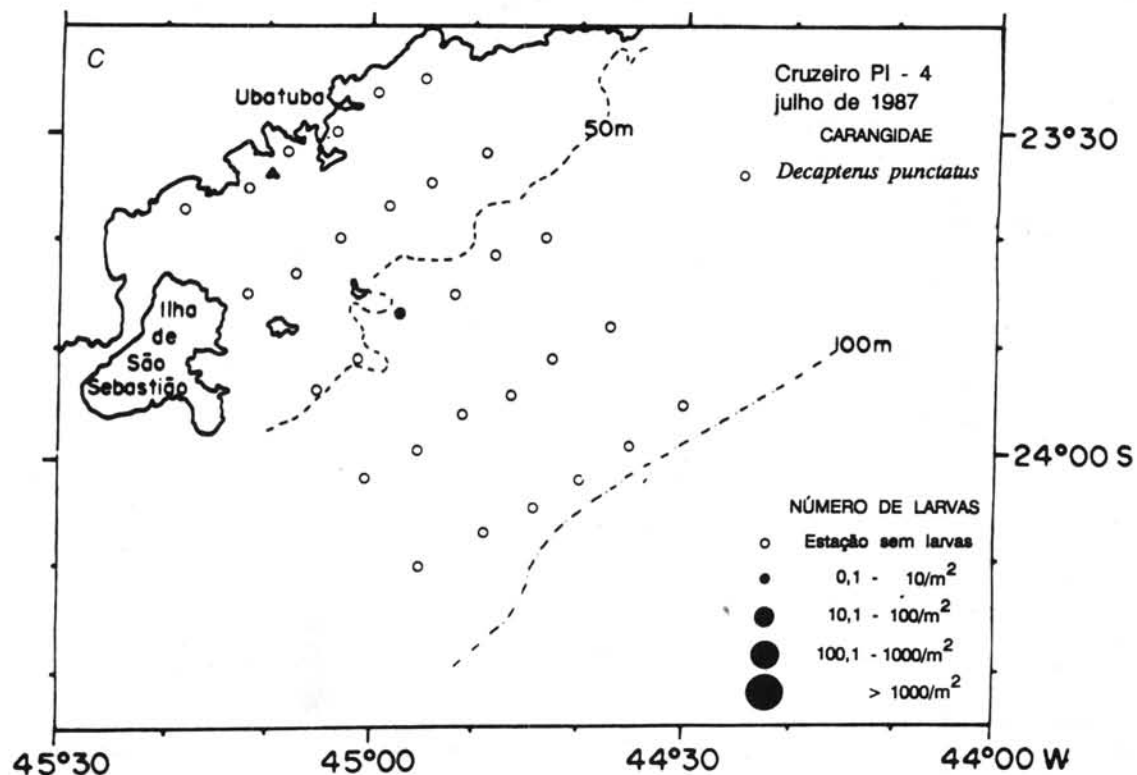 C
Ubatuba
Cruzeiro PI - 4
julho de 1987
CARANGIDAE
Decapterus punctatus
50m
23°30
Ilha
de
São
Sebastião
100m
24°00 S
NÚMERO DE LARVAS
Estação sem larvas
0,1 - 10/m²
10,1 - 100/m²
100,1 - 1000/m²
> 1000/m²
45°30
45°00
44°30
44°00 W